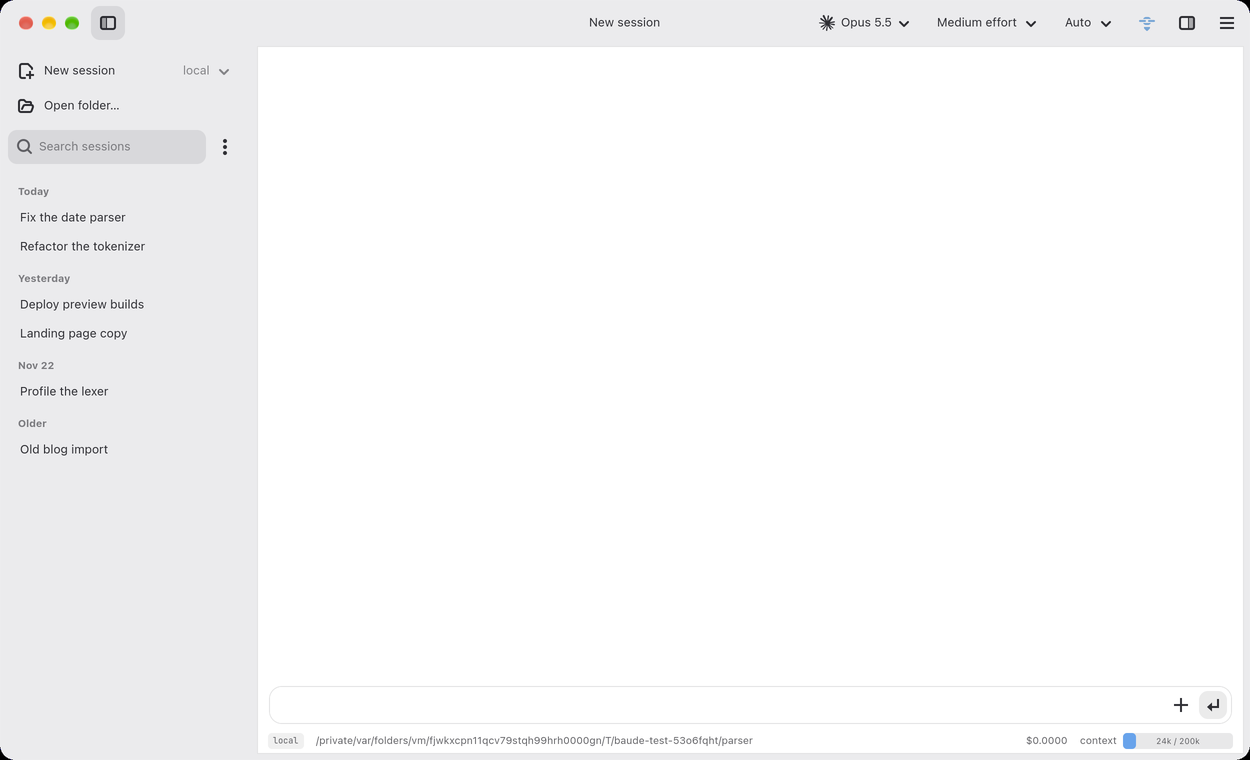 New session
Opus 5.5
Medium effort
Auto
New session
local
Open folder...
Search sessions
Today
Fix the date parser
Refactor the tokenizer
Yesterday
Deploy preview builds
Landing page copy
Nov 22
Profile the lexer
Older
Old blog import
local
/private/var/folders/vm/fjwkxcpn11qcv79stqh99hrh0000gn/T/baude-test-53o6fqht/parser
$0.0000
context
24k / 200k